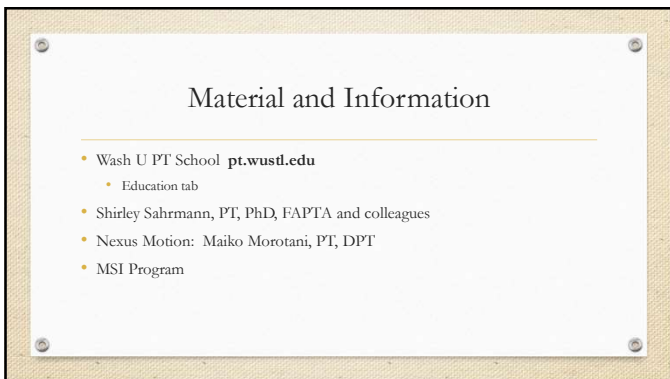 Material and Information
• Wash U PT School pt.wustl.edu
• Education tab
• Shirley Sahrmann, PT, PhD, FAPTA and colleagues
• Nexus Motion: Maiko Morotani, PT, DPT
• MSI Program